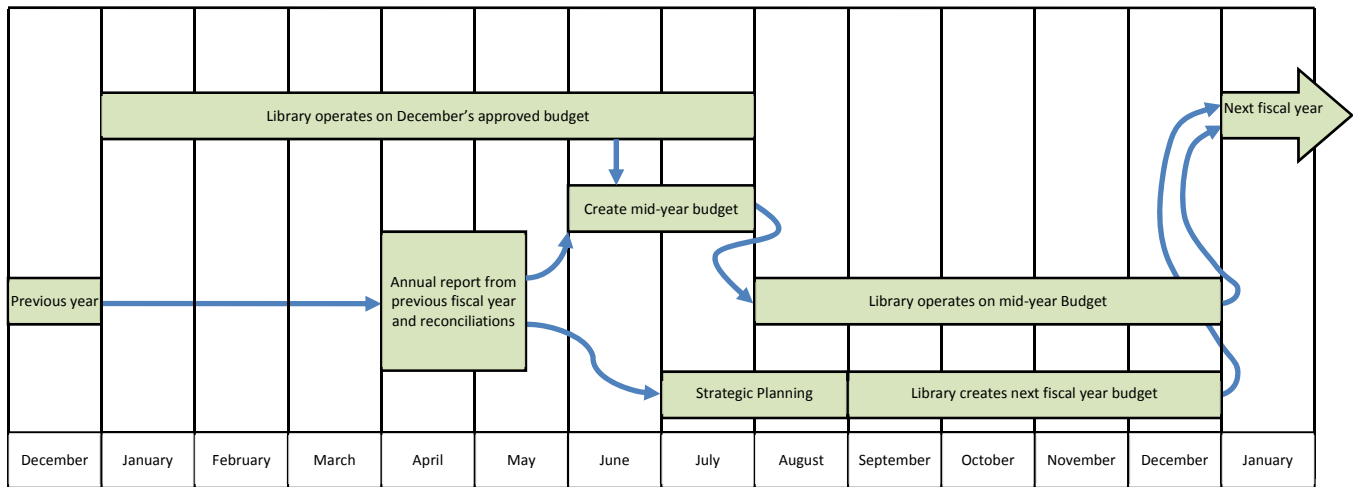 Library operates on December's approved budget
Next fiscal year
Create mid-year budget
Previous year
Annual report from
previous fiscal year
and reconciliations
Library operates on mid-year Budget
Strategic Planning
Library creates next fiscal year budget
December
January
February
March
April
May
June
July
August
September
October
November
December
January